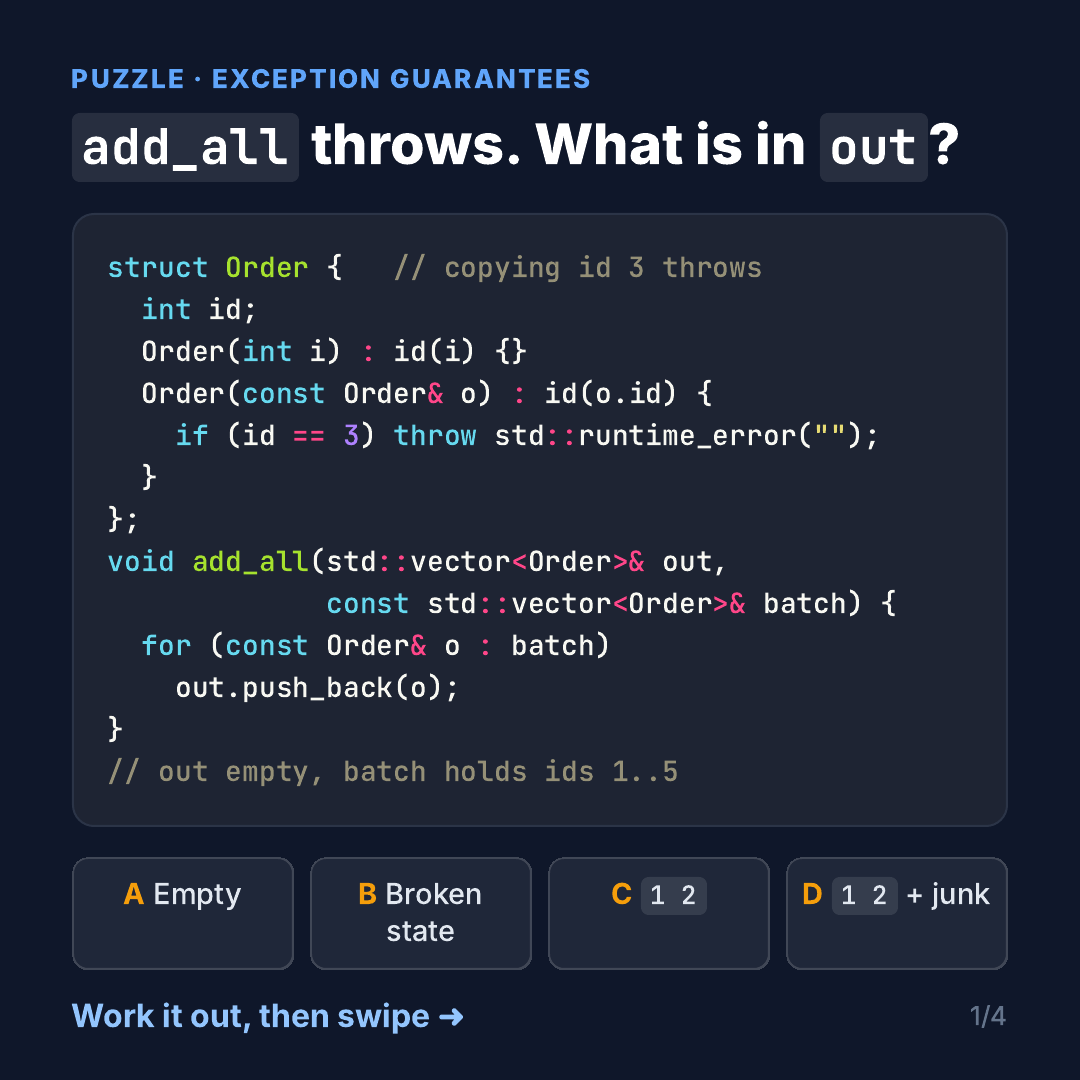 PUZZLE · EXCEPTION GUARANTEES
add_all throws. What is in out?
struct Order {   // copying id 3 throws
  int id;
  Order(int i) : id(i) {}
  Order(const Order& o) : id(o.id) {
    if (id == 3) throw std::runtime_error("");
  }
};
void add_all(std::vector<Order>& out,
             const std::vector<Order>& batch) {
  for (const Order& o : batch)
    out.push_back(o);
}
// out empty, batch holds ids 1..5
A Empty
B Broken
state
C 1 2
D 1 2 + junk
Work it out, then swipe ➜
1/4